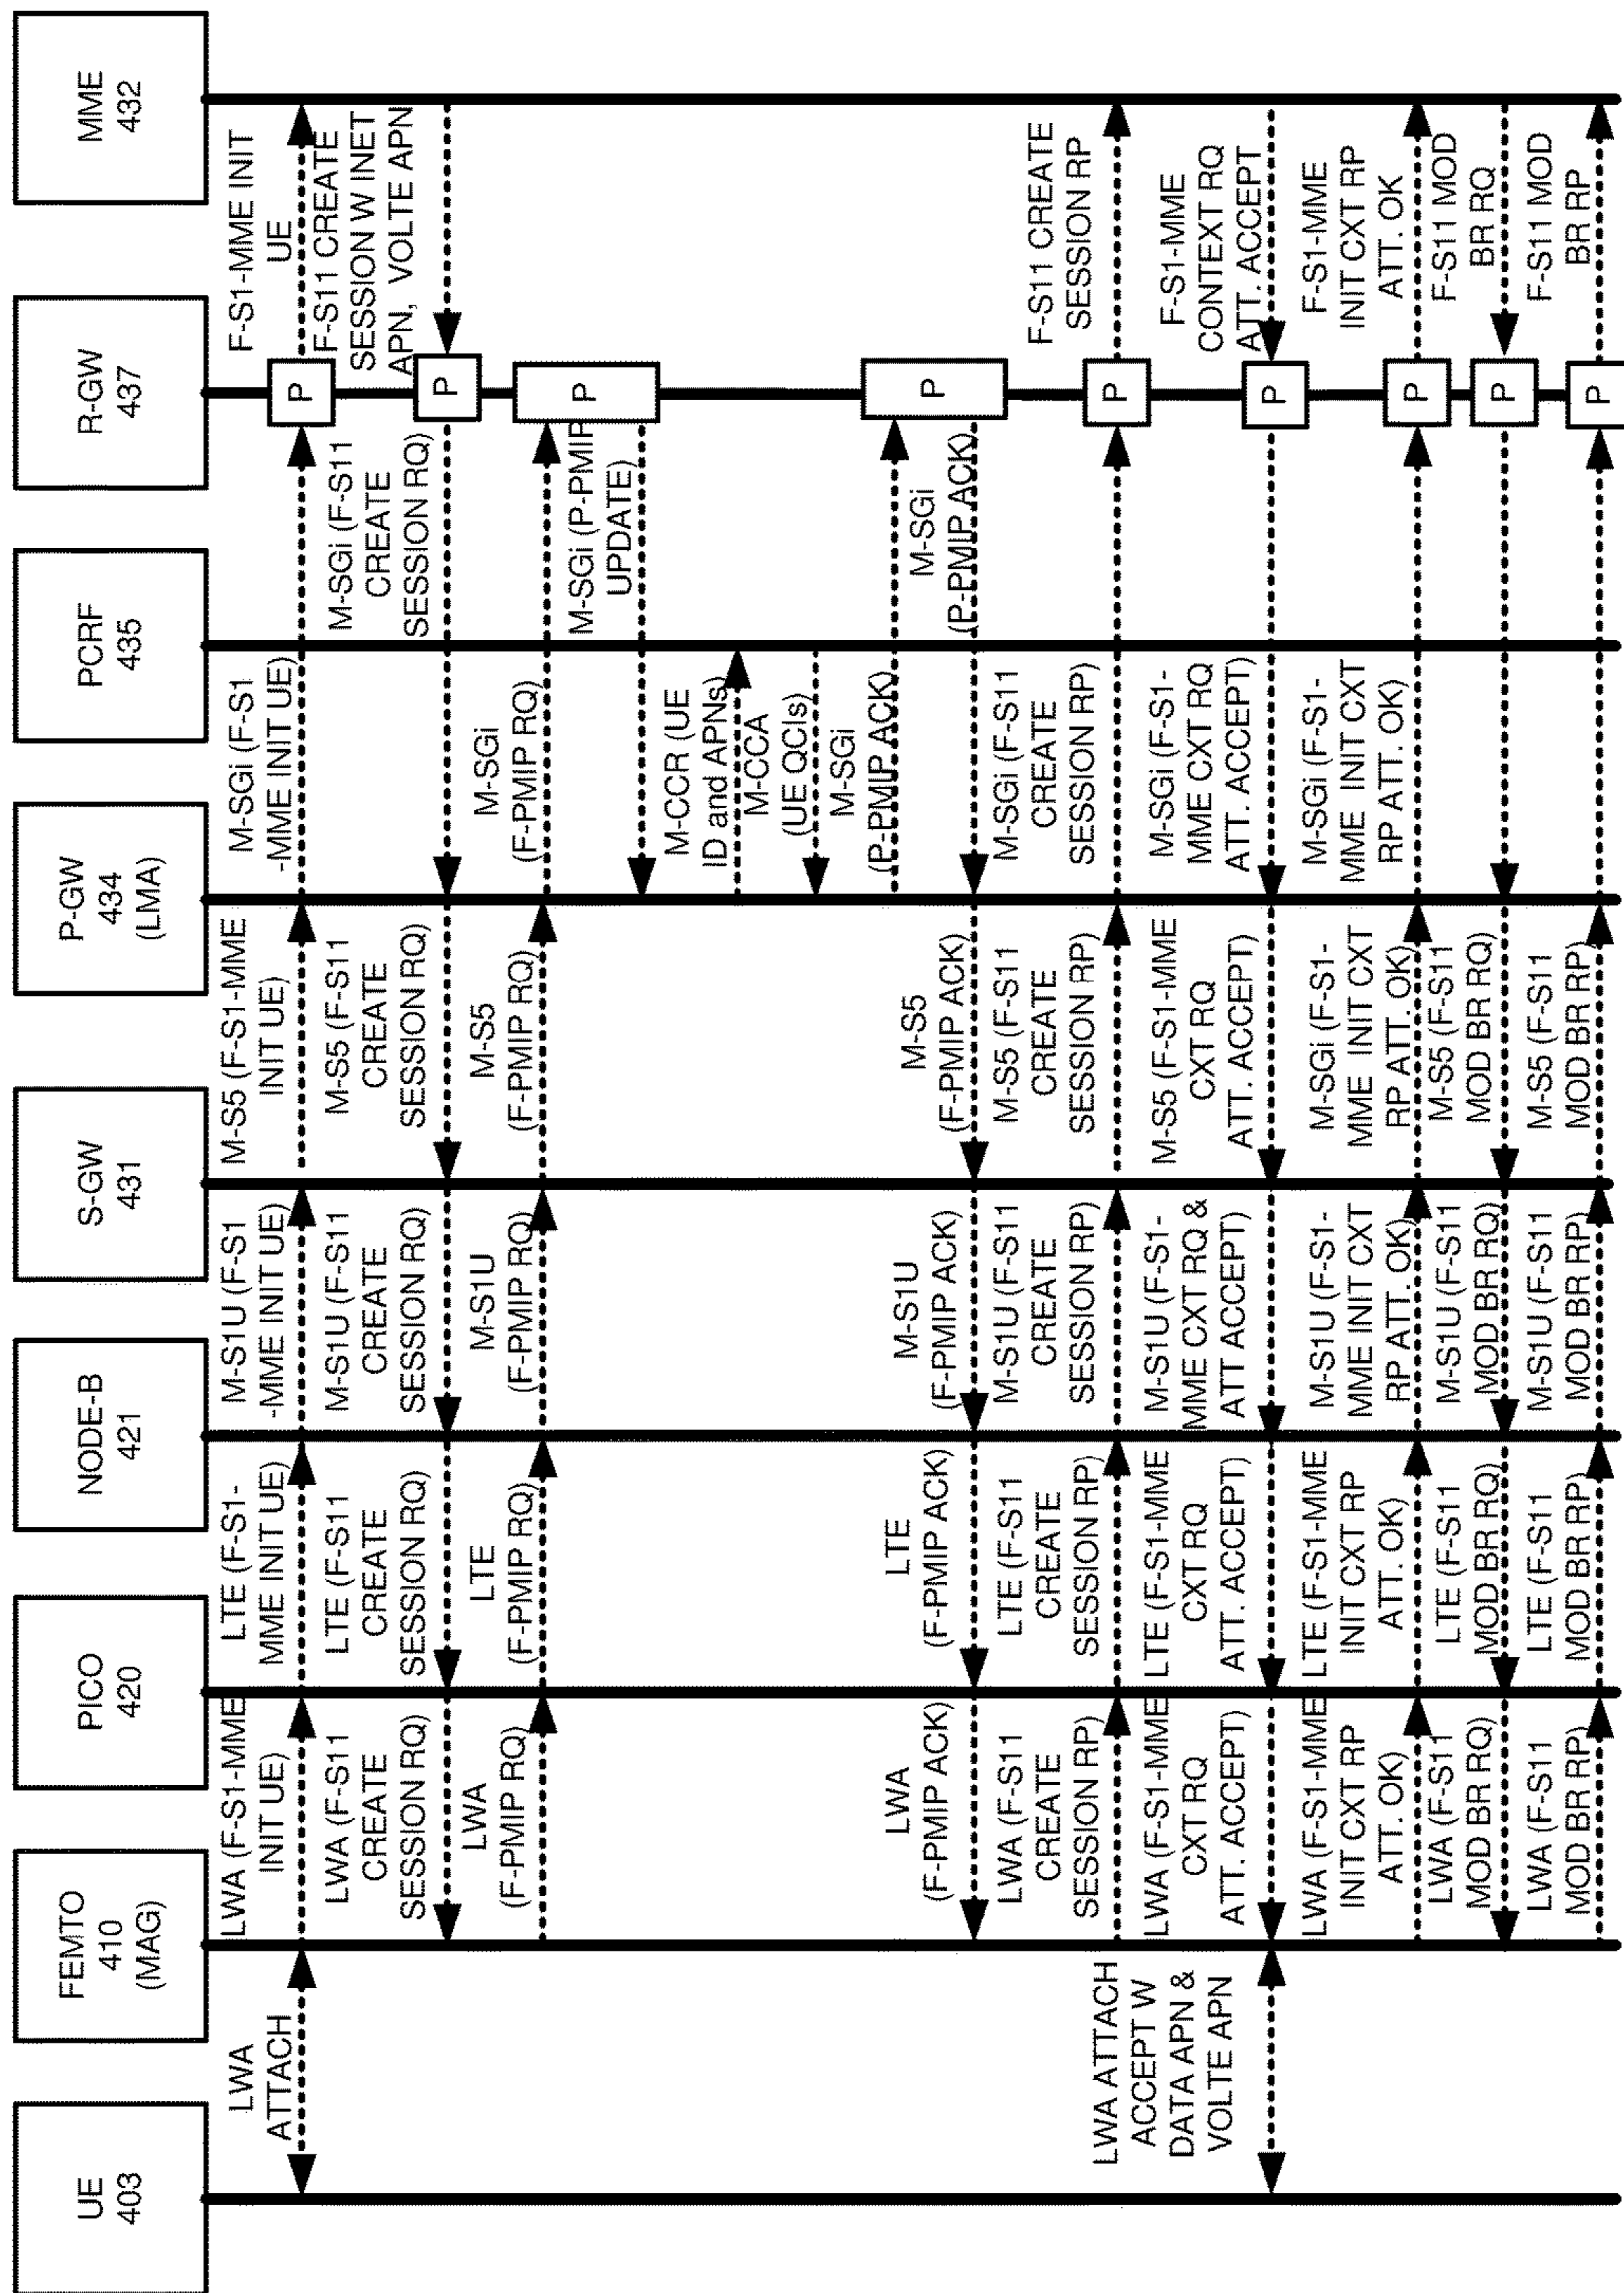 UE
403
FEMTO
410
(MAG)
PICO
420
NODE-B
421
S-GW
431
P-GW
434
(LMA)
PCRF
435
R-GW
437
MME
432
LWA
ATTACH
LWA (F-S1-MME
INIT UE)
LTE (F-S1-
MME INIT UE)
M-S1U (F-S1
-MME INIT UE)
M-S5 (F-S1-MME
INIT UE)
M-SGi (F-S1
-MME INIT UE)
P
F-S1-MME INIT
UE
LWA (F-S11
CREATE
SESSION RQ)
LTE (F-S11
CREATE
SESSION RQ)
M-S1U (F-S11
CREATE
SESSION RQ)
M-S5 (F-S11
CREATE
SESSION RQ)
M-SGi (F-S11
CREATE
SESSION RQ)
P
F-S11 CREATE
SESSION W INET
APN, VOLTE APN
LWA
(F-PMIP RQ)
LTE
(F-PMIP RQ)
M-S1U
(F-PMIP RQ)
M-S5
(F-PMIP RQ)
M-SGi
(F-PMIP RQ)
P
M-SGi (P-PMIP
UPDATE)
M-CCR (UE
ID and APNs)
M-CCA
(UE QCIs)
M-SGi
(P-PMIP ACK)
P
LWA
(F-PMIP ACK)
LTE
(F-PMIP ACK)
M-S1U
(F-PMIP ACK)
M-S5
(F-PMIP ACK)
M-SGi
(P-PMIP ACK)
LWA (F-S11
CREATE
SESSION RP)
LTE (F-S11
CREATE
SESSION RP)
M-S1U (F-S11
CREATE
SESSION RP)
M-S5 (F-S11
CREATE
SESSION RP)
M-SGi (F-S11
CREATE
SESSION RP)
P
F-S11 CREATE
SESSION RP
LWA ATTACH
ACCEPT W
DATA APN &
VOLTE APN
LWA (F-S1-MME
CXT RQ
ATT. ACCEPT)
LTE (F-S1-MME
CXT RQ
ATT. ACCEPT)
M-S1U (F-S1-
MME CXT RQ &
ATT ACCEPT)
M-S5 (F-S1-MME
CXT RQ
ATT. ACCEPT)
M-SGi (F-S1-
MME CXT RQ
ATT. ACCEPT)
P
F-S1-MME
CONTEXT RQ
ATT. ACCEPT
LWA (F-S1-MME
INIT CXT RP
ATT. OK)
LTE (F-S1-MME
INIT CXT RP
ATT. OK)
M-S1U (F-S1-
MME INIT CXT
RP ATT. OK)
M-SGi (F-S1-
MME INIT CXT
RP ATT. OK)
M-SGi (F-S1-
MME INIT CXT
RP ATT. OK)
P
F-S1-MME
INIT CXT RP
ATT. OK
LWA (F-S11
MOD BR RQ)
LTE (F-S11
MOD BR RQ)
M-S1U (F-S11
MOD BR RQ)
M-S5 (F-S11
MOD BR RQ)
P
F-S11 MOD
BR RQ
LWA (F-S11
MOD BR RP)
LTE (F-S11
MOD BR RP)
M-S1U (F-S11
MOD BR RP)
M-S5 (F-S11
MOD BR RP)
P
F-S11 MOD
BR RP